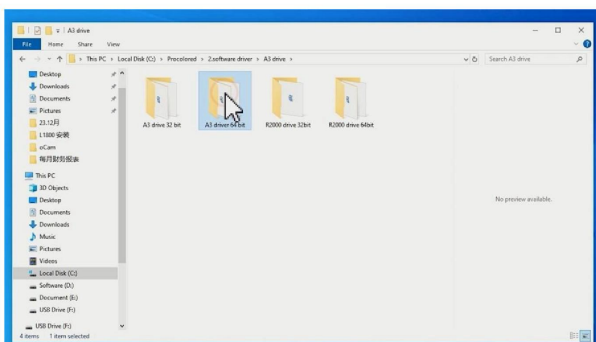 A3 drive
File Home Share View
This PC > Local Disk (C:) > Procolored > 2.software driver > A3 drive >
Search A3 drive
Desktop
Downloads
Documents
Pictures
23.12月
L1800 安装
oCam
每月财务报表
This PC
3D Objects
Desktop
Documents
Downloads
Music
Pictures
Videos
Local Disk (C:)
Software (D:)
Document (E:)
USB Drive (F:)
USB Drive (F:)
A3 drive 32 bit
A3 driver 64 bit
R2000 drive 32bit
R2000 drive 64bit
No preview available.
4 items 1 item selected